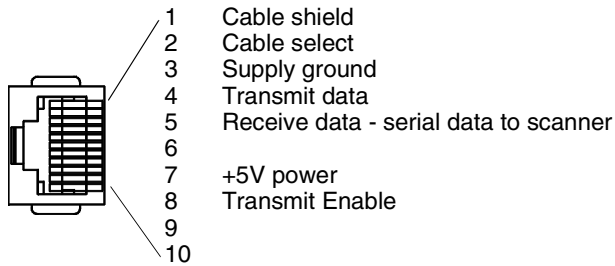 1 Cable shield
2 Cable select
3 Supply ground
4 Transmit data
5 Receive data - serial data to scanner
6
7 +5V power
8 Transmit Enable
9
10